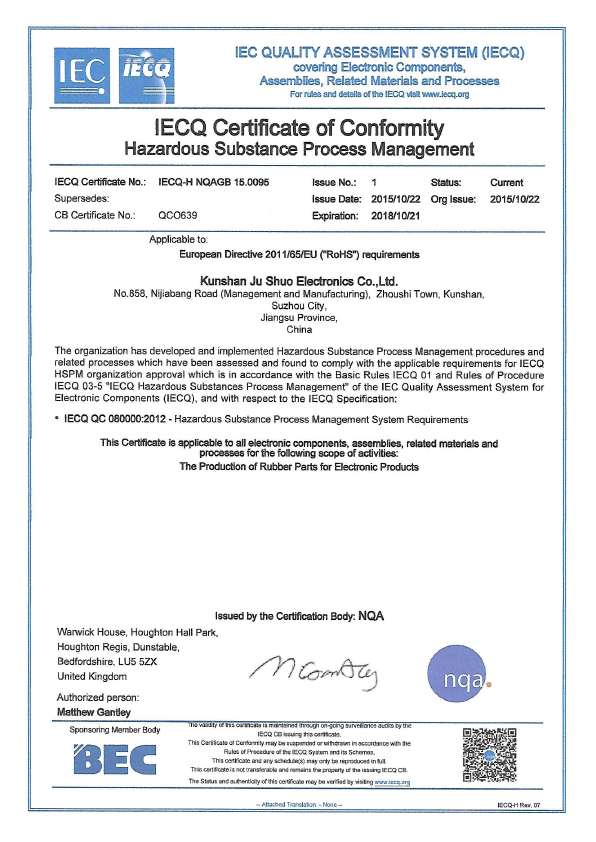 IEC
IECQ
IEC QUALITY ASSESSMENT SYSTEM (IECQ)
covering Electronic Components,
Assemblies, Related Materials and Processes
For rules and details of the IECQ visit www.iecq.org
IECQ Certificate of Conformity
Hazardous Substance Process Management
IECQ Certificate No.: IECQ-H NQAGB 15.0095 Issue No.: 1 Status: Current
Supersedes: Issue Date: 2015/10/22 Org Issue: 2015/10/22
CB Certificate No.: QCO639 Expiration: 2018/10/21
Applicable to:
European Directive 2011/65/EU ("RoHS") requirements
Kunshan Ju Shuo Electronics Co.,Ltd.
No.858, Nijiabang Road (Management and Manufacturing), Zhoushi Town, Kunshan,
Suzhou City,
Jiangsu Province,
China
The organization has developed and implemented Hazardous Substance Process Management procedures and
related processes which have been assessed and found to comply with the applicable requirements for IECQ
HSPM organization approval which is in accordance with the Basic Rules IECQ 01 and Rules of Procedure
IECQ 03-5 "IECQ Hazardous Substances Process Management" of the IEC Quality Assessment System for
Electronic Components (IECQ), and with respect to the IECQ Specification:
• IECQ QC 080000:2012 - Hazardous Substance Process Management System Requirements
This Certificate is applicable to all electronic components, assemblies, related materials and
processes for the following scope of activities:
The Production of Rubber Parts for Electronic Products
Issued by the Certification Body: NQA
Warwick House, Houghton Hall Park,
Houghton Regis, Dunstable,
Bedfordshire, LU5 5ZX
United Kingdom
nqa.
Authorized person:
Matthew Gantley
Sponsoring Member Body
BEC
The validity of this certificate is maintained through on-going surveillance audits by the
IECQ CB issuing this certificate.
This Certificate of Conformity may be suspended or withdrawn in accordance with the
Rules of Procedure of the IECQ System and its Schemes.
This certificate and any schedule(s) may only be reproduced in full.
This certificate is not transferable and remains the property of the issuing IECQ CB.
The Status and authenticity of this certificate may be verified by visiting www.iecq.org
-- Attached Translation: - None --
IECQ-H Rev. 07